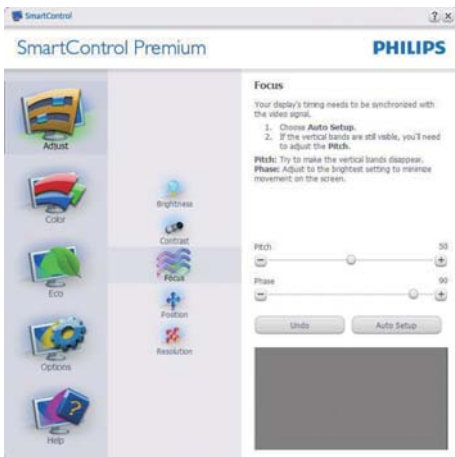 SmartControl
SmartControl Premium
PHILIPS
Adjust
Color
Eco
Options
Help
Brightness
Contrast
Focus
Position
Resolution
Focus
Your display's timing needs to be synchronized with
the video signal.
1. Choose Auto Setup.
2. If the vertical bands are still visible, you'll need
to adjust the Pitch.
Pitch: Try to make the vertical bands disappear.
Phase: Adjust to the brightest setting to minimize
movement on the screen.
Pitch 50
Phase 90
Undo Auto Setup